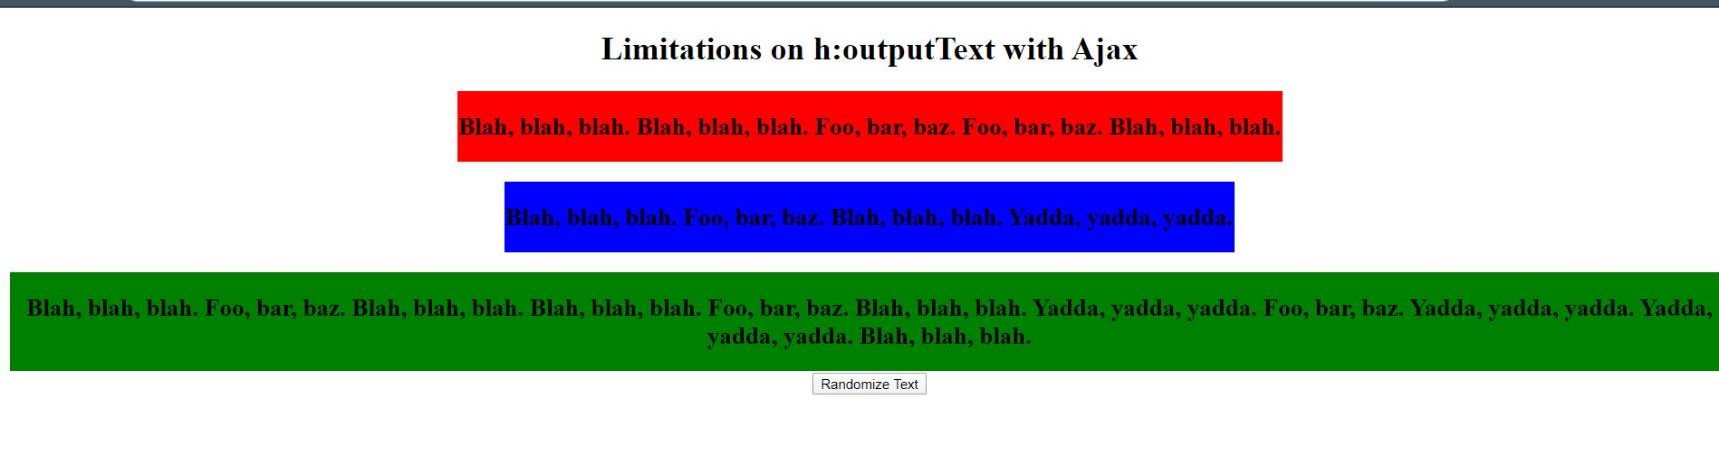 Limitations on h:outputText with Ajax
Blah, blah, blah. Blah, blah, blah. Foo, bar, baz. Foo, bar, baz. Blah, blah, blah.
Blah, blah, blah. Foo, bar, baz. Blah, blah, blah. Yadda, yadda, yadda.
Blah, blah, blah. Foo, bar, baz. Blah, blah, blah. Blah, blah, blah. Foo, bar, baz. Blah, blah, blah. Yadda, yadda, yadda. Foo, bar, baz. Yadda, yadda, yadda. Yadda,
yadda, yadda. Blah, blah, blah.
Randomize Text